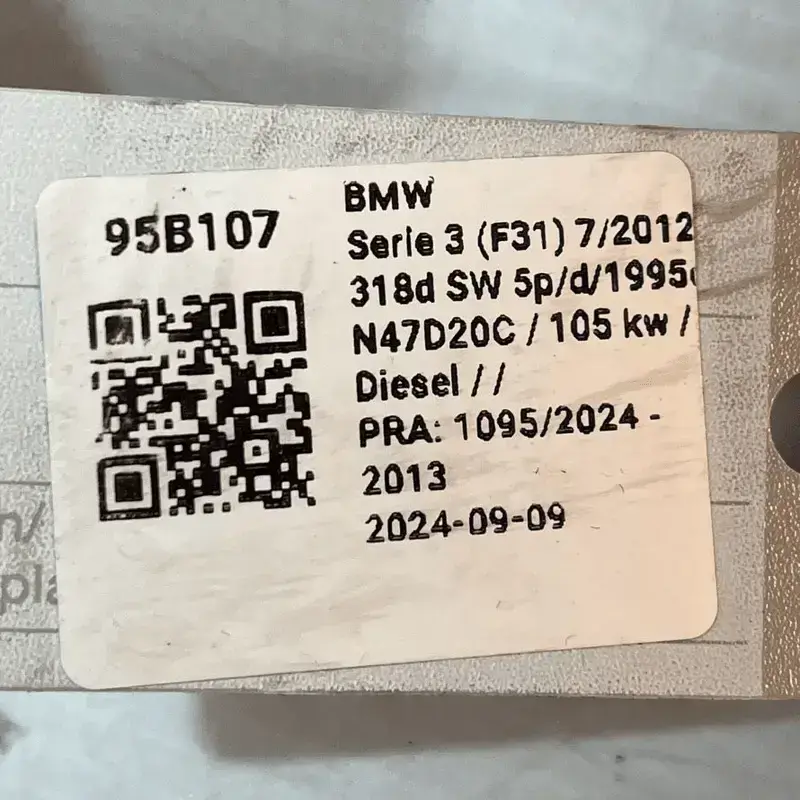 95B107
BMW
Serie 3 (F31) 7/2012
318d SW 5p/d/1995
N47D20C / 105 kw /
Diesel / /
PRA: 1095/2024 -
2013
2024-09-09
n/
pla